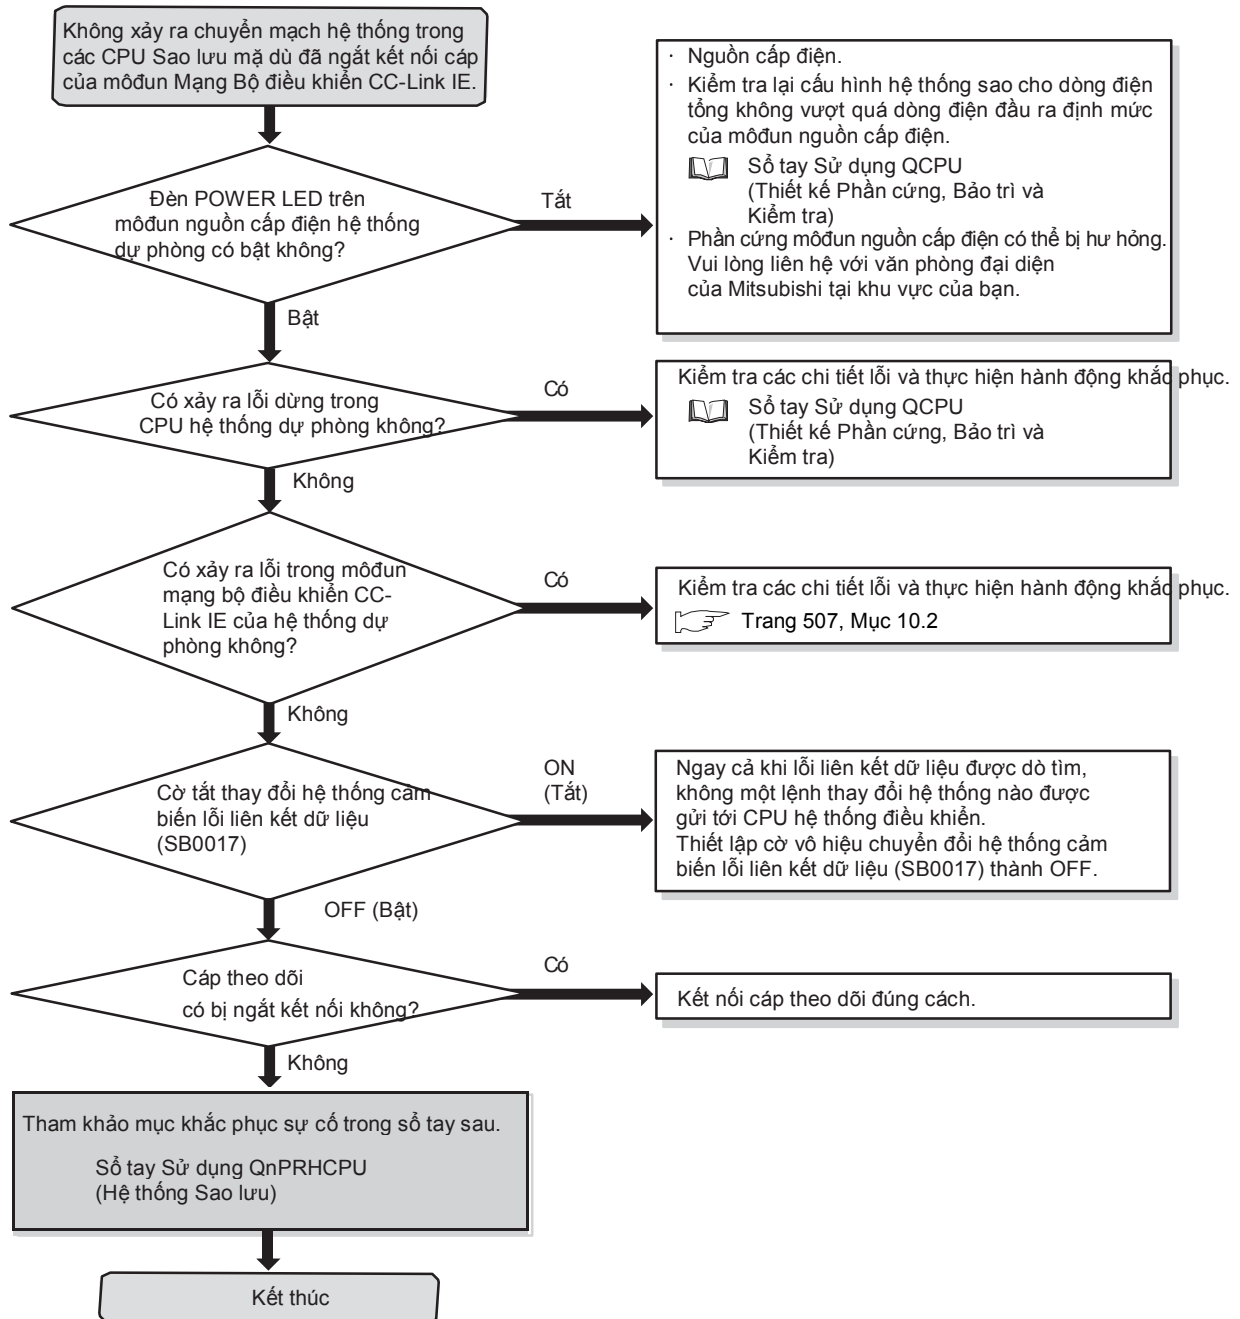 Không xảy ra chuyển mạch hệ thống trong
các CPU Sao lưu mặ dù đã ngắt kết nối cáp
của môđun Mạng Bộ điều khiển CC-Link IE.
Đèn POWER LED trên
môđun nguồn cấp điện hệ thống
dự phòng có bật không?
Tắt
· Nguồn cấp điện.
· Kiểm tra lại cấu hình hệ thống sao cho dòng điện
tổng không vượt quá dòng điện đầu ra định mức
của môđun nguồn cấp điện.
Sổ tay Sử dụng QCPU
(Thiết kế Phần cứng, Bảo trì và
Kiểm tra)
· Phần cứng môđun nguồn cấp điện có thể bị hư hỏng.
Vui lòng liên hệ với văn phòng đại diện
của Mitsubishi tại khu vực của bạn.
Bật
Có xảy ra lỗi dừng trong
CPU hệ thống dự phòng không?
Có
Kiểm tra các chi tiết lỗi và thực hiện hành động khắc phục.
Sổ tay Sử dụng QCPU
(Thiết kế Phần cứng, Bảo trì và
Kiểm tra)
Không
Có xảy ra lỗi trong môđun
mạng bộ điều khiển CC-
Link IE của hệ thống dự
phòng không?
Có
Kiểm tra các chi tiết lỗi và thực hiện hành động khắc phục.
Trang 507, Mục 10.2
Không
Cờ tắt thay đổi hệ thống cảm
biến lỗi liên kết dữ liệu
(SB0017)
ON
(Tắt)
Ngay cả khi lỗi liên kết dữ liệu được dò tìm,
không một lệnh thay đổi hệ thống nào được
gửi tới CPU hệ thống điều khiển.
Thiết lập cờ vô hiệu chuyển đổi hệ thống cảm
biến lỗi liên kết dữ liệu (SB0017) thành OFF.
OFF (Bật)
Cáp theo dõi
có bị ngắt kết nối không?
Có
Kết nối cáp theo dõi đúng cách.
Không
Tham khảo mục khắc phục sự cố trong sổ tay sau.
Sổ tay Sử dụng QnPRHCPU
(Hệ thống Sao lưu)
Kết thúc